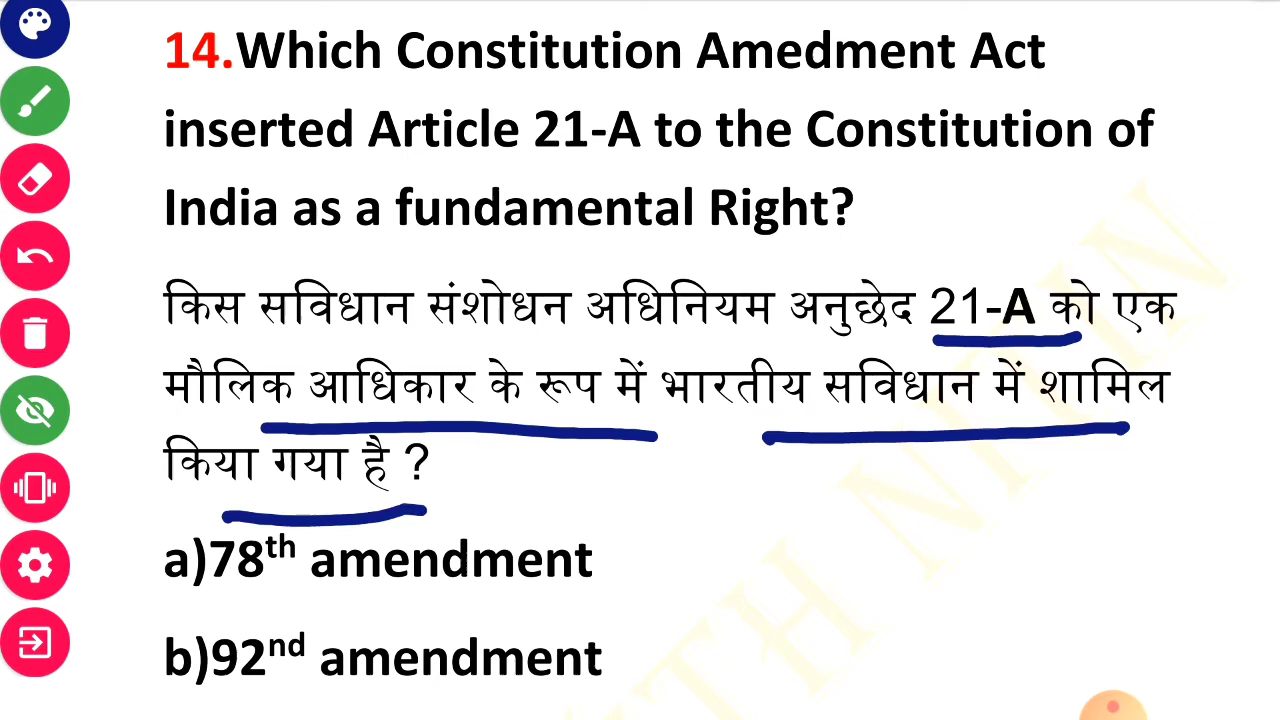 14.Which Constitution Amedment Act
inserted Article 21-A to the Constitution of
India as a fundamental Right?
किस सविधान संशोधन अधिनियम अनुछेद 21-A को एक
मौलिक आधिकार के रूप में भारतीय सविधान में शामिल
किया गया है ?
a)78th amendment
b)92nd amendment